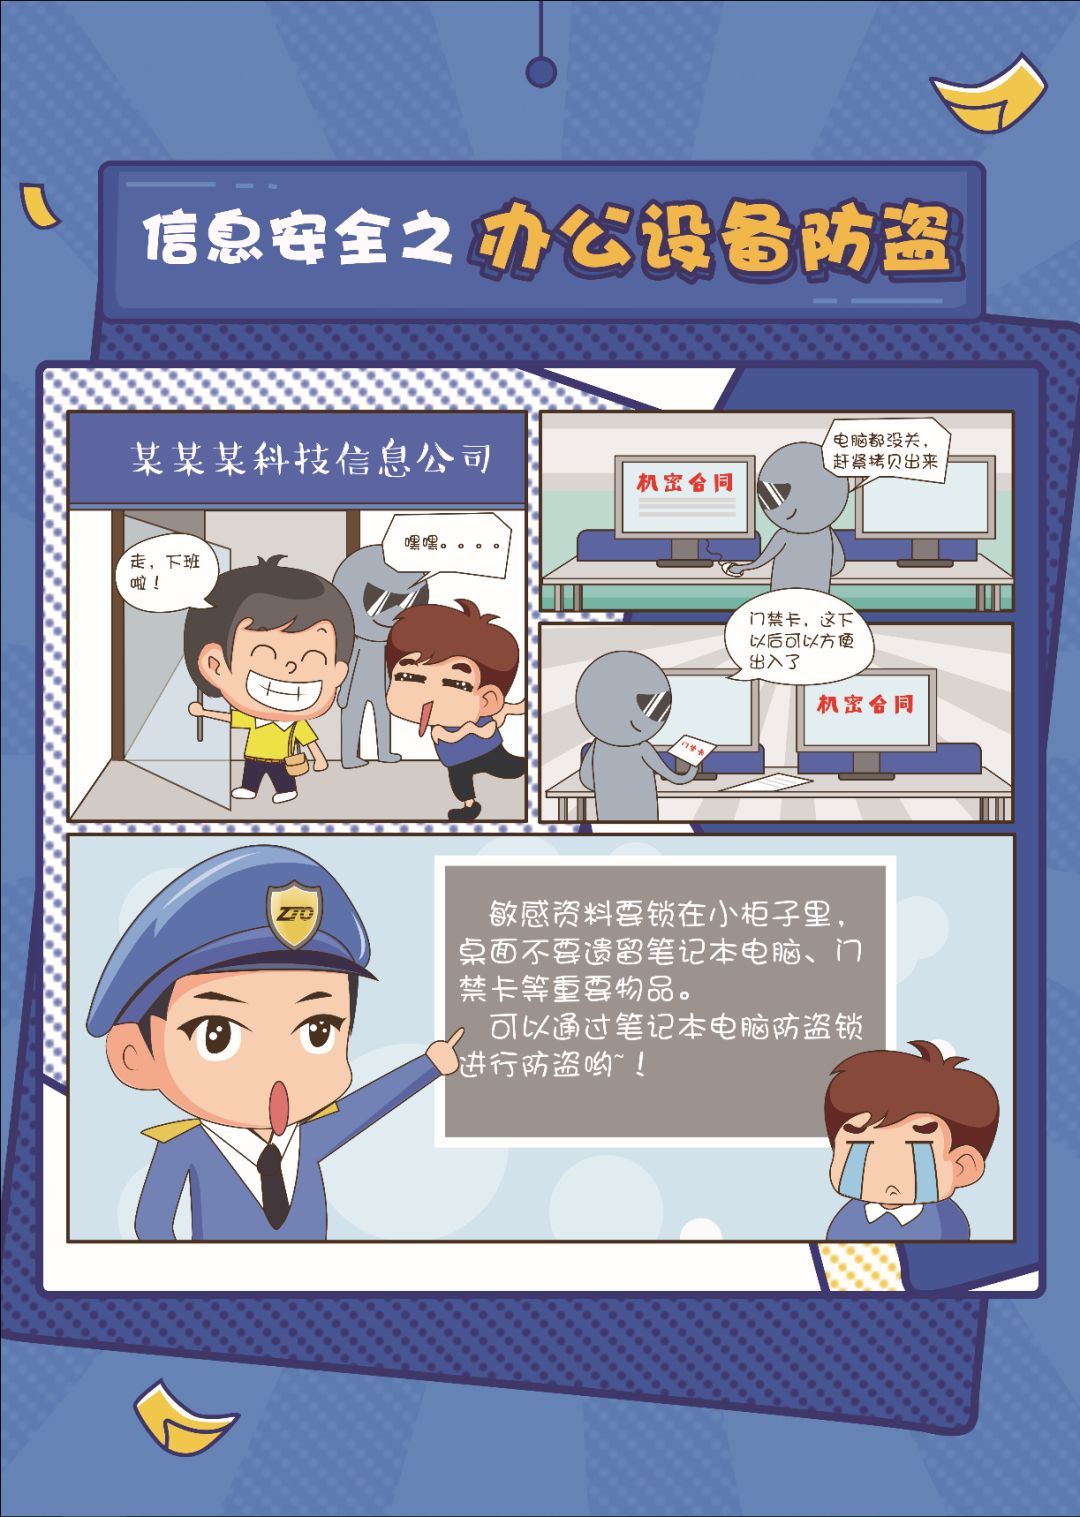 信息安全之办公设备防盗
某某某科技信息公司
走，下班
啦！
嘿嘿。。。。
电脑都没关，
赶紧拷贝出来
机密合同
门禁卡，这下
以后可以方便
出入了
机密合同
门禁卡
ZTO
敏感资料要锁在小柜子里，
桌面不要遗留笔记本电脑、门
禁卡等重要物品。
可以通过笔记本电脑防盗锁
进行防盗哟~！